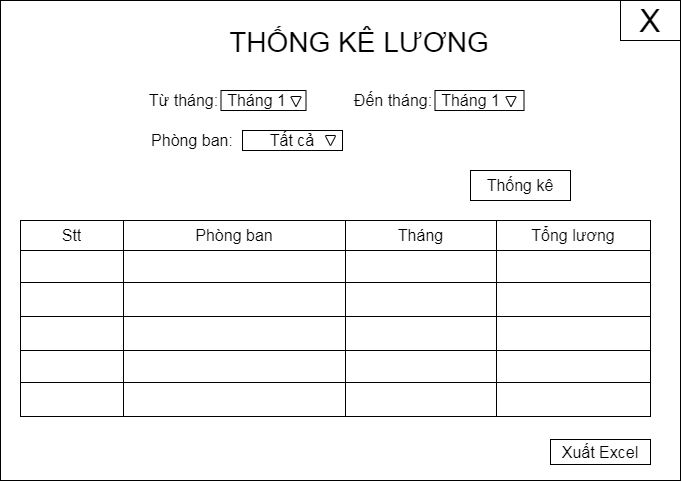 X
THỐNG KÊ LƯƠNG
Từ tháng: Tháng 1 Đến tháng: Tháng 1
Phòng ban: Tất cả
Thống kê
Stt Phòng ban Tháng Tổng lương
Xuất Excel